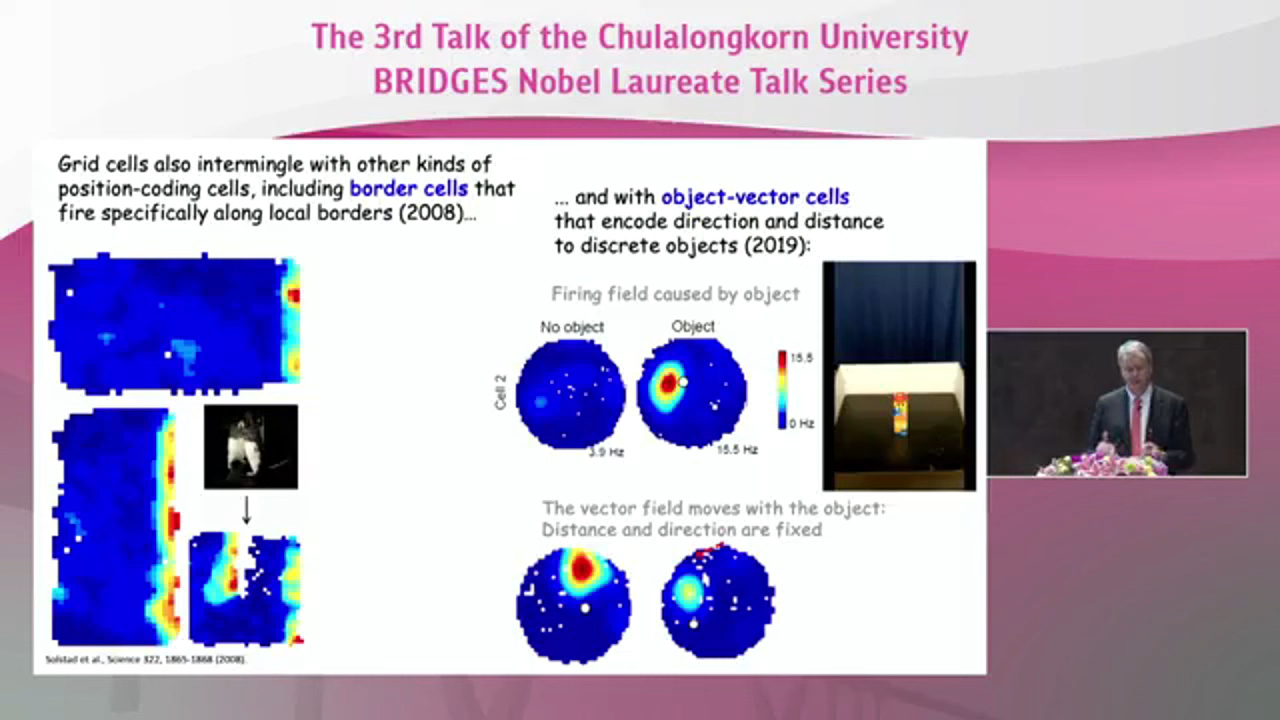 The 3rd Talk of the Chulalongkorn University
BRIDGES Nobel Laureate Talk Series
Grid cells also intermingle with other kinds of
position-coding cells, including border cells that
fire specifically along local borders (2008)...
... and with object-vector cells
that encode direction and distance
to discrete objects (2019):
Firing field caused by object
No object
Object
Cell 2
15.5
0 Hz
3.9 Hz
15.5 Hz
The vector field moves with the object:
Distance and direction are fixed
Solstad et al., Science 322, 1865-1868 (2008).